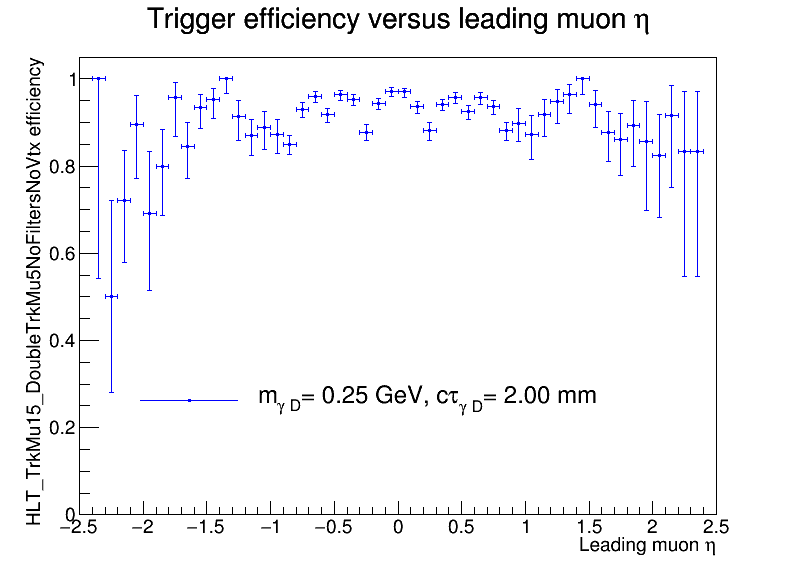 Trigger efficiency versus leading muon η
HLT_TrkMu15_DoubleTrkMu5NoFiltersNoVtx efficiency
1
0.8
0.6
0.4
0.2
0
mγ D= 0.25 GeV, cτγ D= 2.00 mm
−2.5 −2 −1.5 −1 −0.5 0 0.5 1 1.5 2 2.5
Leading muon η